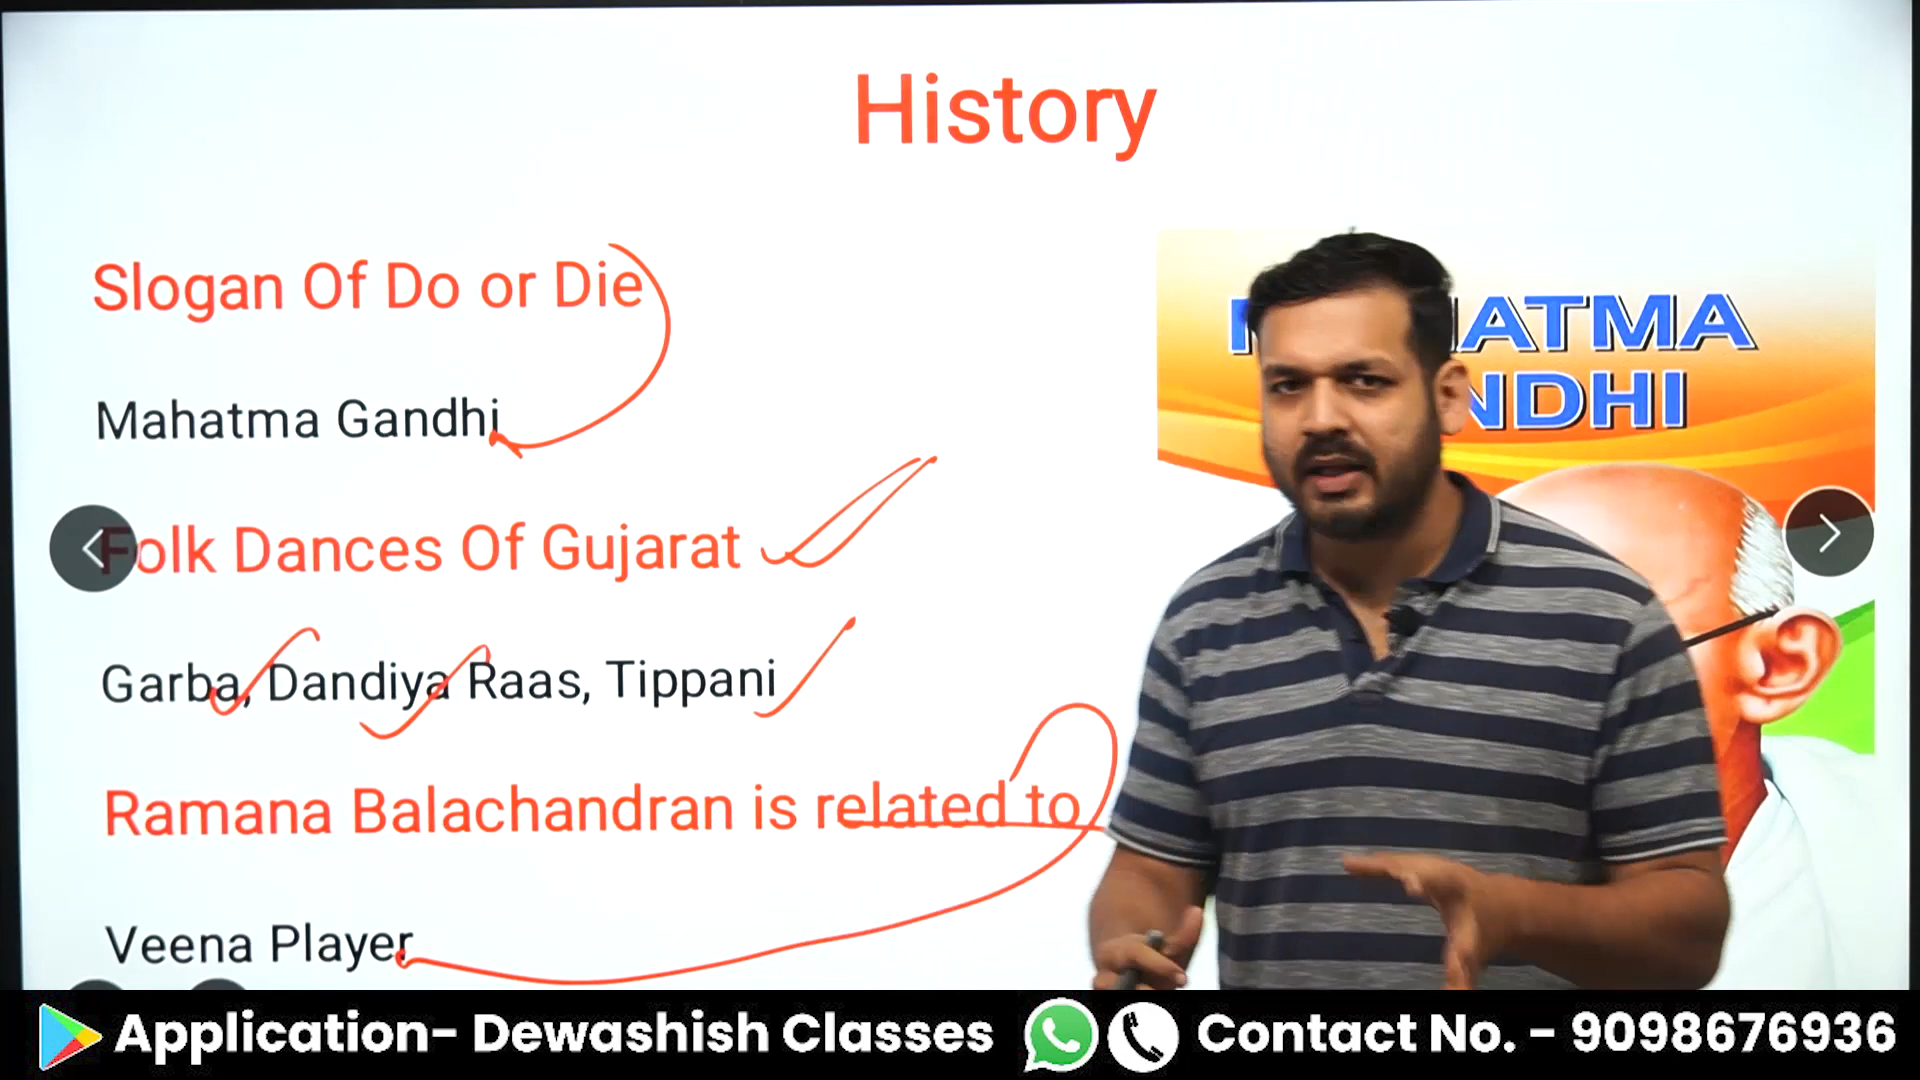 History
Slogan Of Do or Die
Mahatma Gandhi
Folk Dances Of Gujarat
Garba, Dandiya Raas, Tippani
Ramana Balachandran is related to
Veena Player
ATMA
NDHI
Application- Dewashish Classes
Contact No. - 9098676936